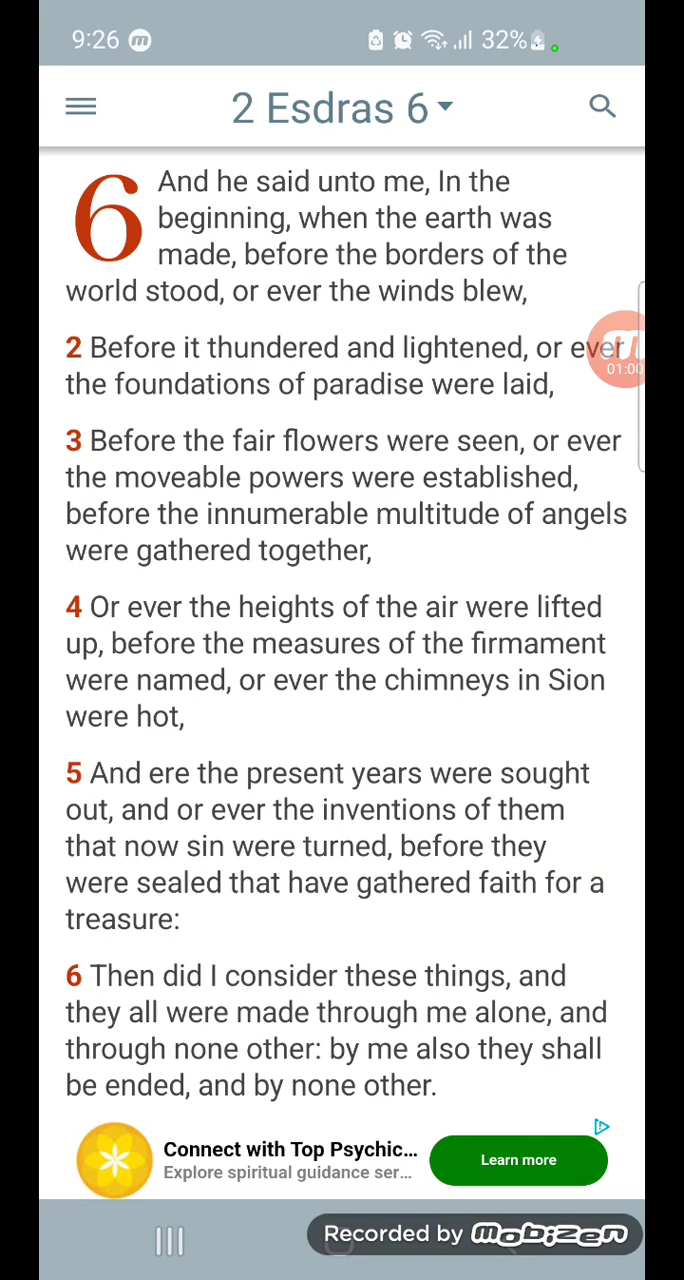 9:26 m 32%
2 Esdras 6
6 And he said unto me, In the
beginning, when the earth was
made, before the borders of the
world stood, or ever the winds blew,
2 Before it thundered and lightened, or ever
the foundations of paradise were laid,
3 Before the fair flowers were seen, or ever
the moveable powers were established,
before the innumerable multitude of angels
were gathered together,
4 Or ever the heights of the air were lifted
up, before the measures of the firmament
were named, or ever the chimneys in Sion
were hot,
5 And ere the present years were sought
out, and or ever the inventions of them
that now sin were turned, before they
were sealed that have gathered faith for a
treasure:
6 Then did I consider these things, and
they all were made through me alone, and
through none other: by me also they shall
be ended, and by none other.
m
01:00
Connect with Top Psychic...
Explore spiritual guidance ser...
Learn more
Recorded by mobizen